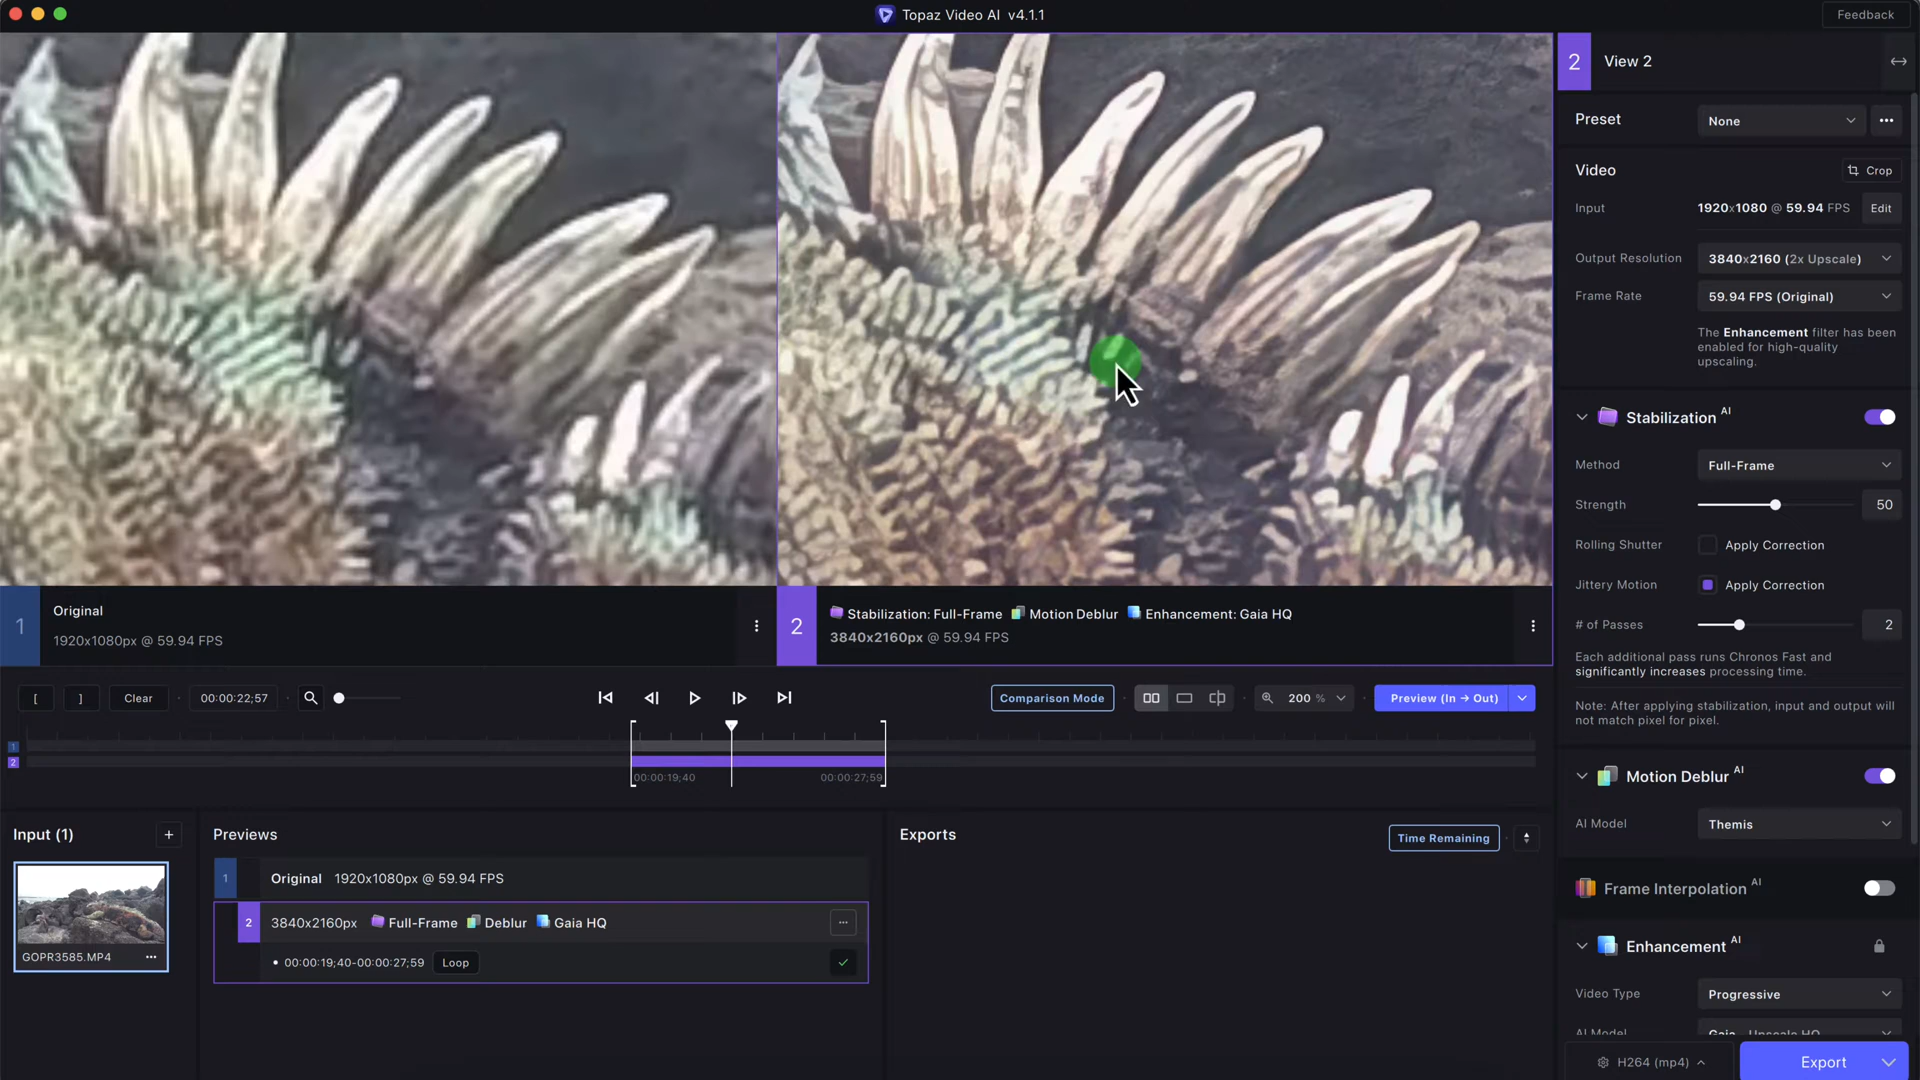 Topaz Video AI v4.1.1
Feedback
2
View 2
Preset
None
Video
Crop
Input
1920x1080 @ 59.94 FPS
Edit
Output Resolution
3840x2160 (2x Upscale)
Frame Rate
59.94 FPS (Original)
The Enhancement filter has been
enabled for high-quality
upscaling.
Stabilization AI
Method
Full-Frame
Strength
50
Rolling Shutter
Apply Correction
Jittery Motion
Apply Correction
# of Passes
2
Each additional pass runs Chronos Fast and
significantly increases processing time.
Note: After applying stabilization, input and output will
not match pixel for pixel.
Motion Deblur AI
AI Model
Themis
Frame Interpolation AI
Enhancement AI
Video Type
Progressive
AI Model
Gaia - Upscale HQ
H264 (mp4)
Export
1
Original
1920x1080px @ 59.94 FPS
2
Stabilization: Full-Frame Motion Deblur Enhancement: Gaia HQ
3840x2160px @ 59.94 FPS
[
]
Clear
00:00:22;57
Comparison Mode
200 %
Preview (In → Out)
1
2
00:00:19;40
00:00:27;59
Input (1)
+
GOPR3585.MP4
Previews
1
Original 1920x1080px @ 59.94 FPS
2
3840x2160px Full-Frame Deblur Gaia HQ
00:00:19;40-00:00:27;59
Loop
Exports
Time Remaining